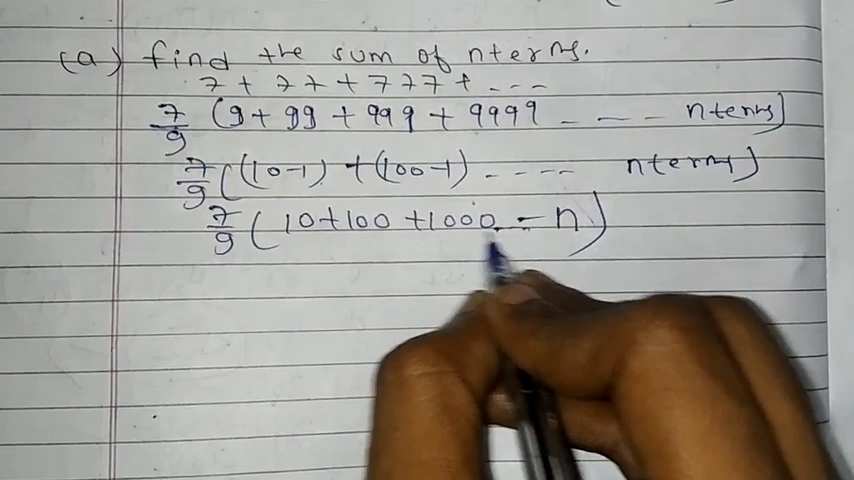 (a) find the sum of n terms.
7 + 77 + 777 + - - -
7/9 (9 + 99 + 999 + 9999 - - - n terms)
7/9 ((10-1) + (100-1) - - - - n terms)
7/9 (10+100 +1000 -- - n)